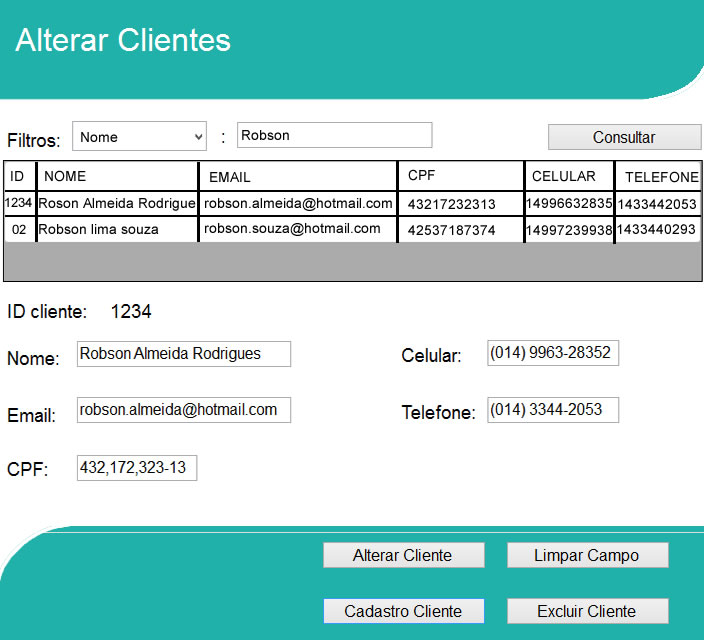 Alterar Clientes
Filtros: Nome : Robson Consultar
ID NOME EMAIL CPF CELULAR TELEFONE
1234 Roson Almeida Rodrigue robson.almeida@hotmail.com 43217232313 14996632835 1433442053
02 Robson lima souza robson.souza@hotmail.com 42537187374 14997239938 1433440293
ID cliente: 1234
Nome: Robson Almeida Rodrigues Celular: (014) 9963-28352
Email: robson.almeida@hotmail.com Telefone: (014) 3344-2053
CPF: 432,172,323-13
Alterar Cliente Limpar Campo
Cadastro Cliente Excluir Cliente